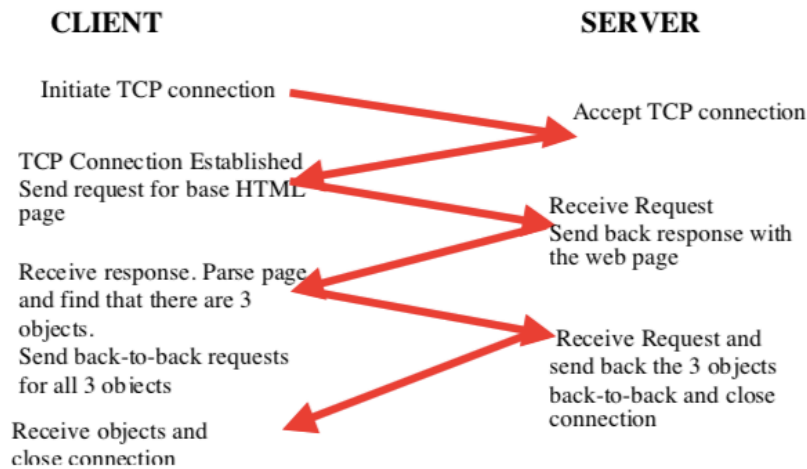 CLIENT
SERVER
Initiate TCP connection
Accept TCP connection
TCP Connection Established
Send request for base HTML
page
Receive Request
Send back response with
the web page
Receive response. Parse page
and find that there are 3
objects.
Send back-to-back requests
for all 3 objects
Receive Request and
send back the 3 objects
back-to-back and close
connection
Receive objects and
close connection